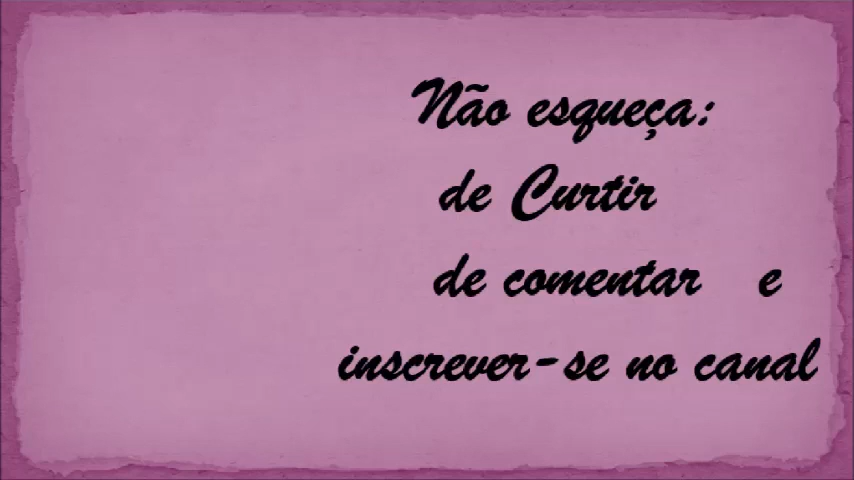 Não esqueça:
de Curtir
de comentar e
inscrever-se no canal